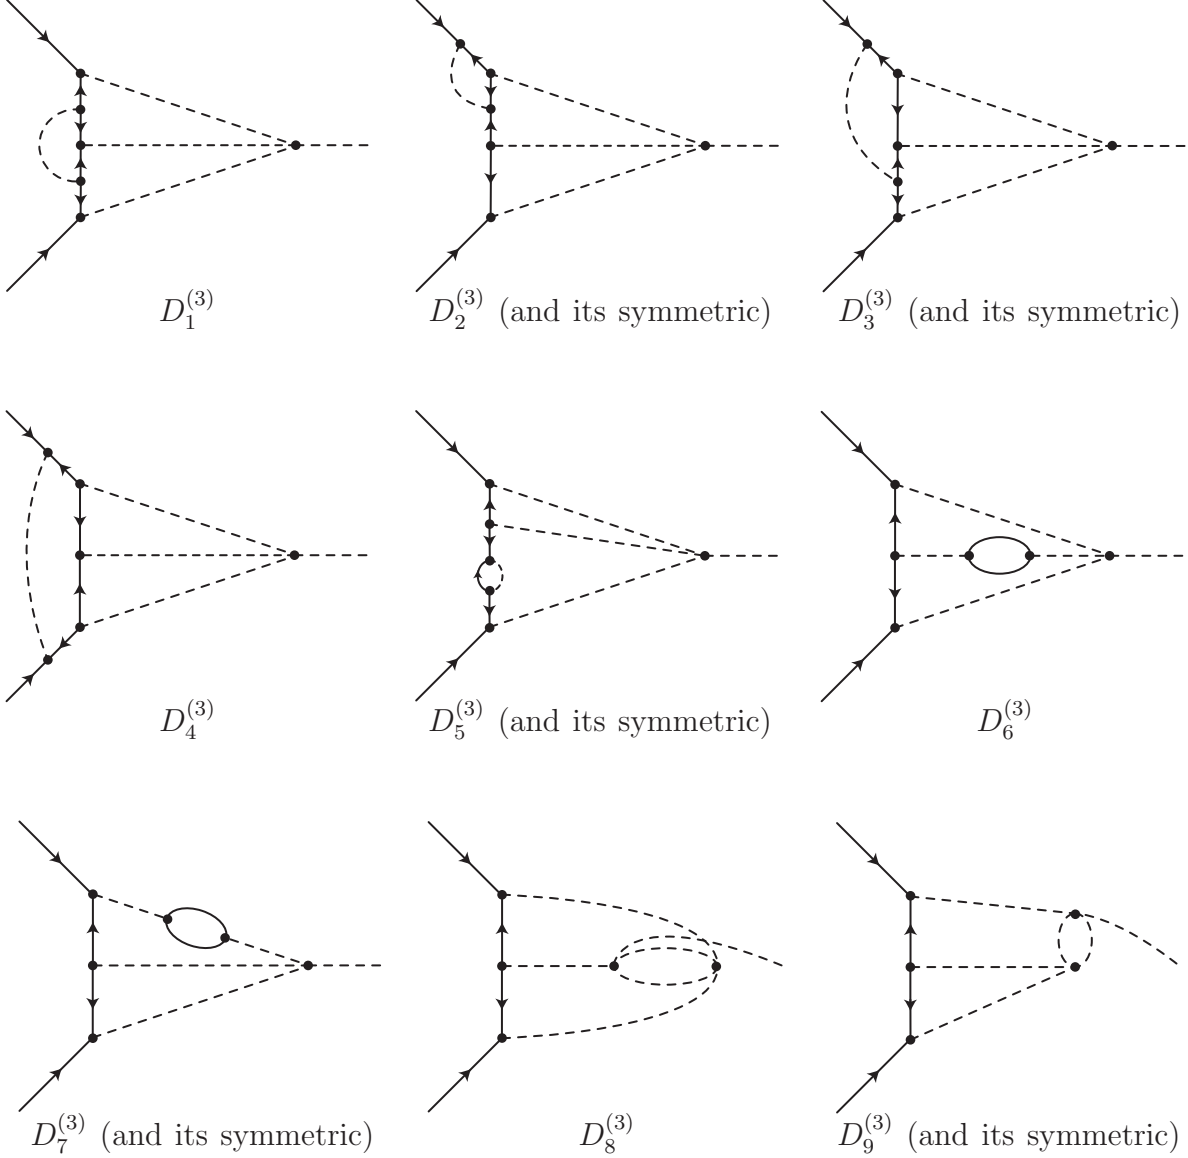 D_1^{(3)} D_2^{(3)} (and its symmetric) D_3^{(3)} (and its symmetric)
D_4^{(3)} D_5^{(3)} (and its symmetric) D_6^{(3)}
D_7^{(3)} (and its symmetric) D_8^{(3)} D_9^{(3)} (and its symmetric)